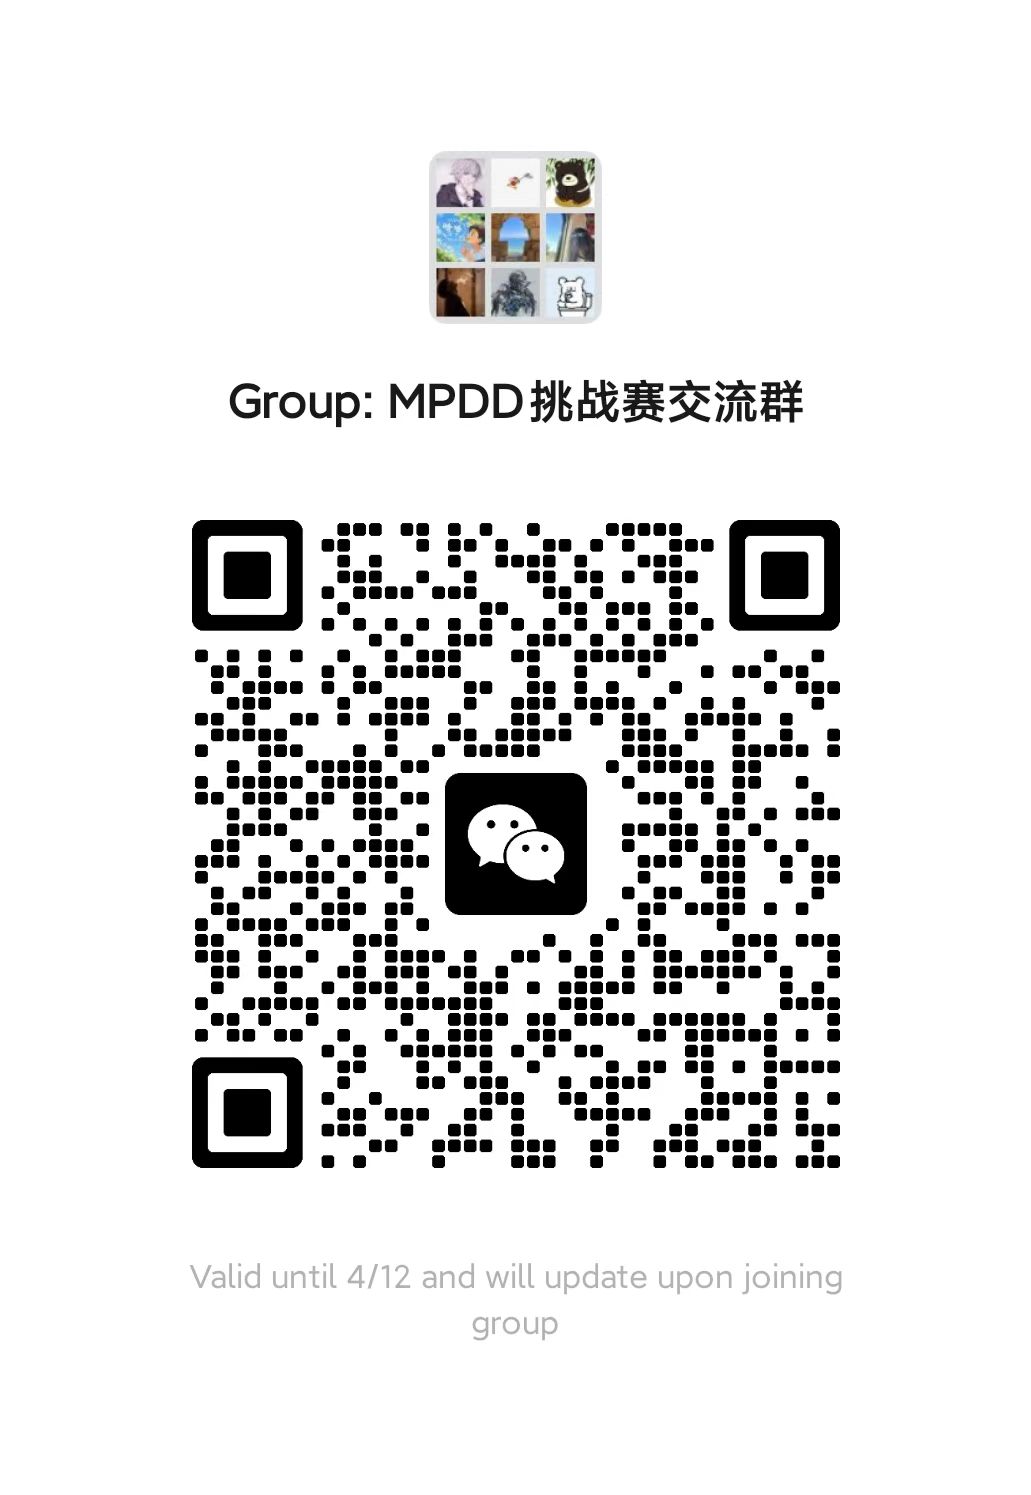 Group: MPDD挑战赛交流群
Valid until 4/12 and will update upon joining
group